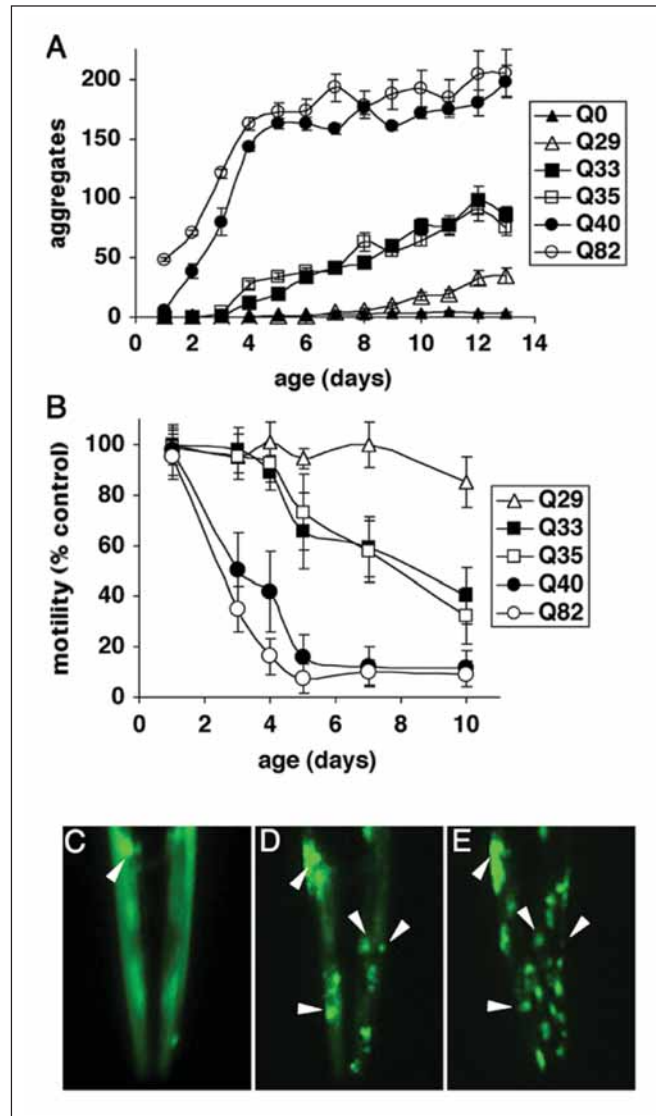 A
aggregates
200
150
100
50
0
0 2 4 6 8 10 12 14
age (days)
Q0
Q29
Q33
Q35
Q40
Q82
B
motility (% control)
100
80
60
40
20
0
0 2 4 6 8 10
age (days)
Q29
Q33
Q35
Q40
Q82
C D E